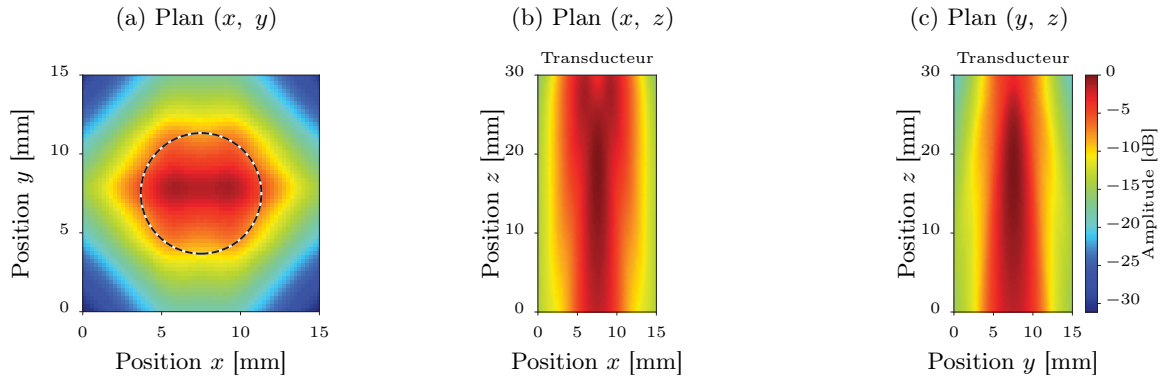 (a) Plan (x, y)
Position y [mm]
15
10
5
0
0 5 10 15
Position x [mm]
(b) Plan (x, z)
Transducteur
Position z [mm]
30
20
10
0
0 5 10 15
Position x [mm]
(c) Plan (y, z)
Transducteur
Position z [mm]
30
20
10
0
0 5 10 15
Position y [mm]
0
−5
−10
−15
−20
−25
−30
Amplitude [dB]